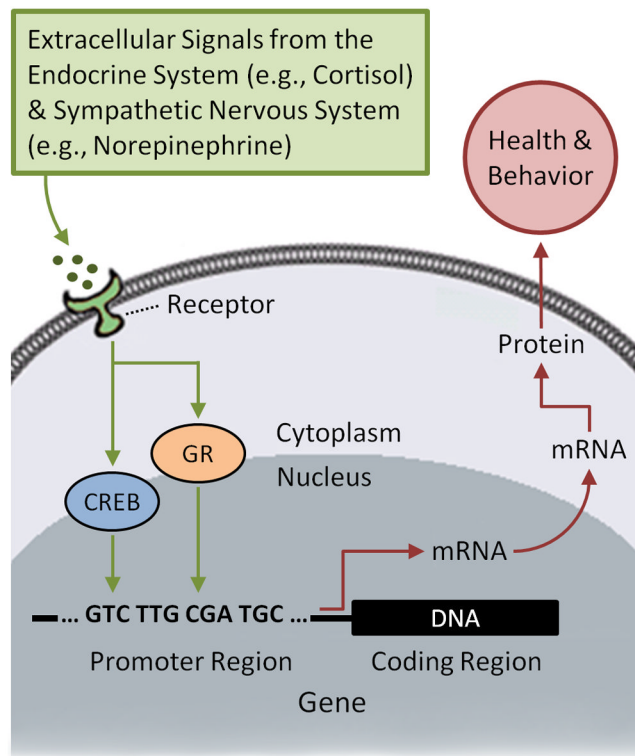 Extracellular Signals from the
Endocrine System (e.g., Cortisol)
& Sympathetic Nervous System
(e.g., Norepinephrine)
Health &
Behavior
Receptor
Protein
Cytoplasm
GR
mRNA
Nucleus
CREB
mRNA
... GTC TTG CGA TGC ...
DNA
Promoter Region
Coding Region
Gene